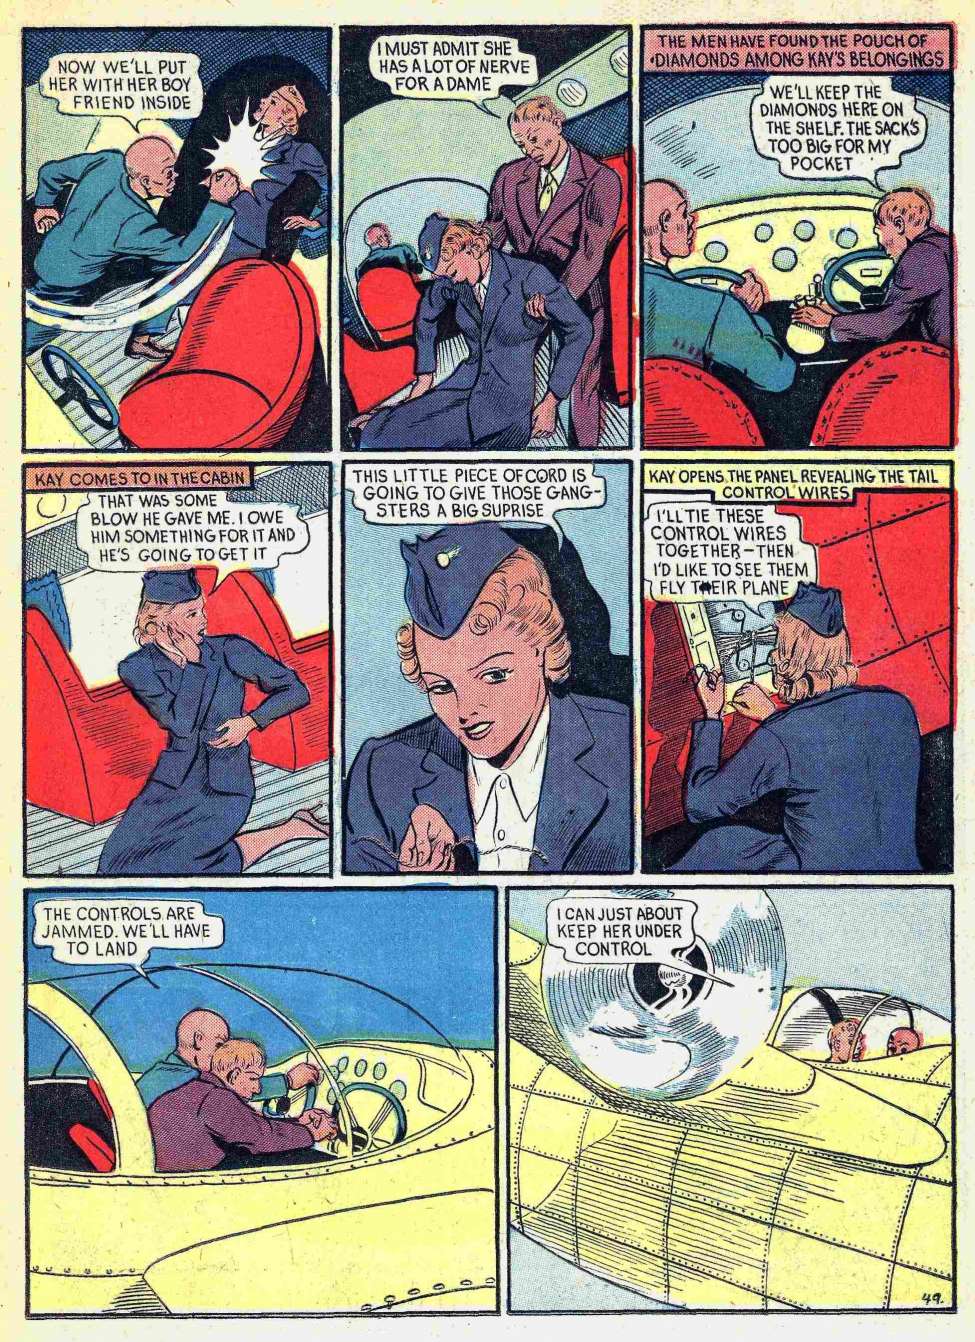 NOW WE'LL PUT
HER WITH HER BOY
FRIEND INSIDE
I MUST ADMIT SHE
HAS A LOT OF NERVE
FOR A DAME
THE MEN HAVE FOUND THE POUCH OF
DIAMONDS AMONG KAY'S BELONGINGS
WE'LL KEEP THE
DIAMONDS HERE ON
THE SHELF. THE SACK'S
TOO BIG FOR MY
POCKET
KAY COMES TO IN THE CABIN
THAT WAS SOME
BLOW HE GAVE ME. I OWE
HIM SOMETHING FOR IT AND
HE'S GOING TO GET IT
THIS LITTLE PIECE OF CORD IS
GOING TO GIVE THOSE GANG-
STERS A BIG SUPRISE
KAY OPENS THE PANEL REVEALING THE TAIL
CONTROL WIRES
I'LL TIE THESE
CONTROL WIRES
TOGETHER - THEN
I'D LIKE TO SEE THEM
FLY THEIR PLANE
THE CONTROLS ARE
JAMMED. WE'LL HAVE
TO LAND
I CAN JUST ABOUT
KEEP HER UNDER
CONTROL
49.